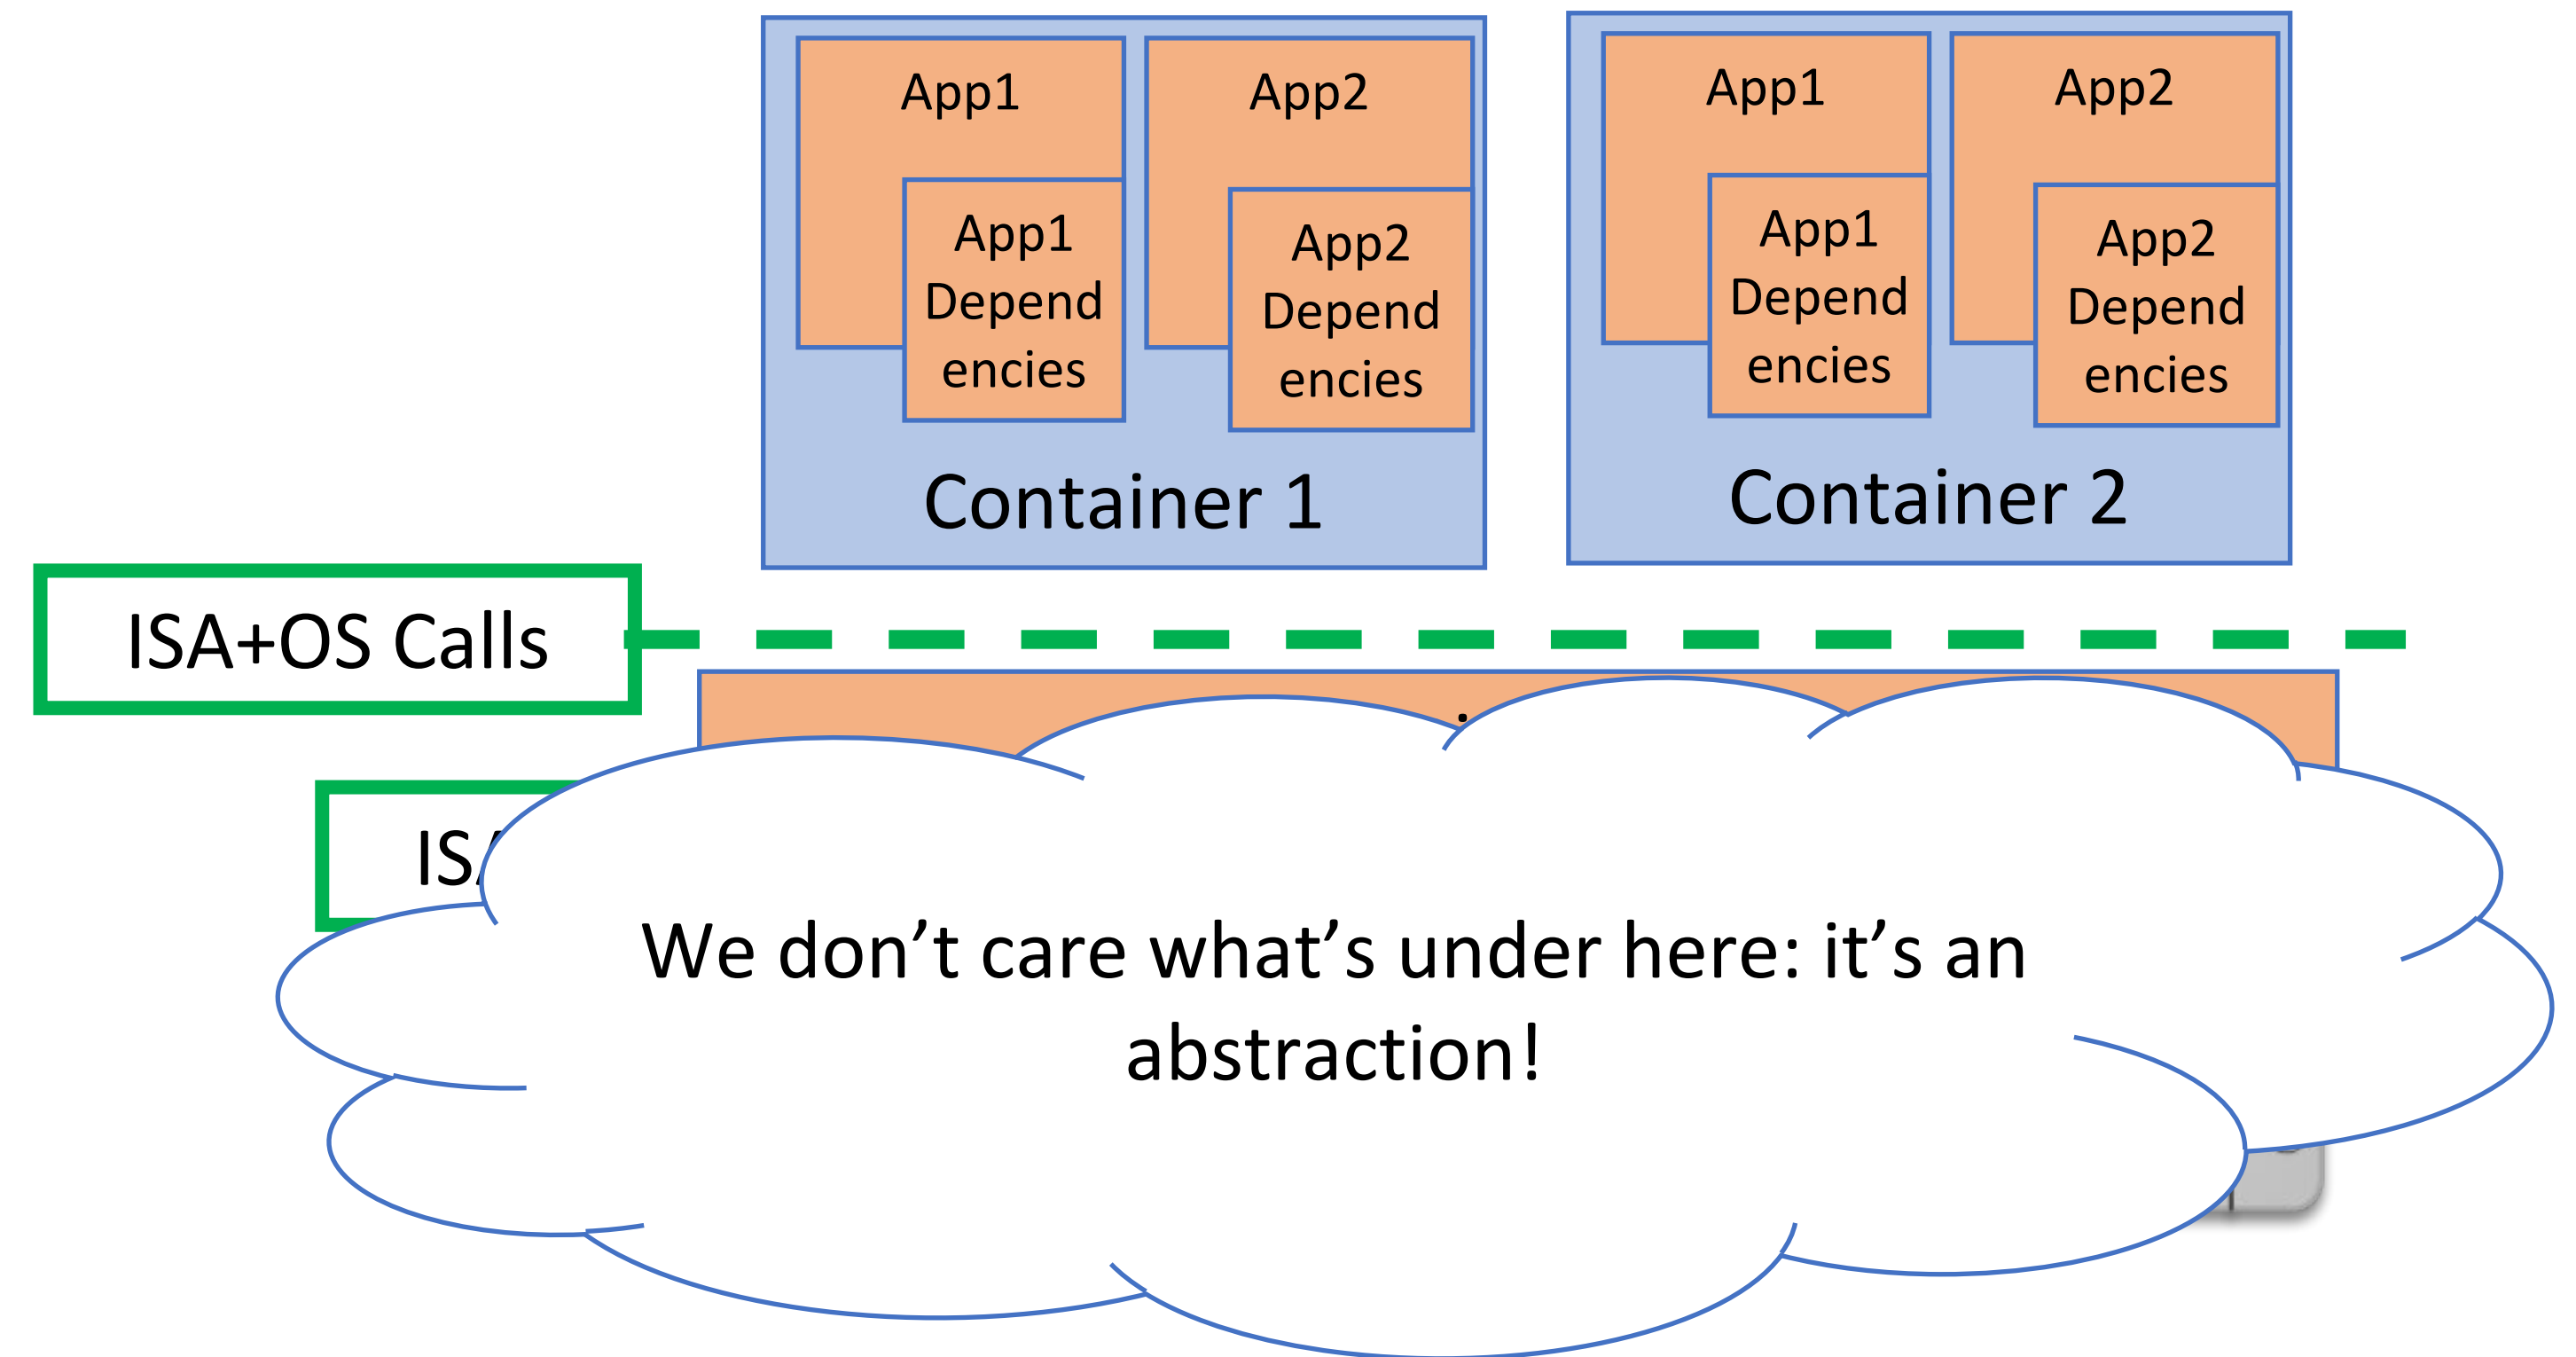 App1
App2
App1
App2
App1
Depend
encies
App2
Depend
encies
App1
Depend
encies
App2
Depend
encies
Container 1
Container 2
ISA+OS Calls
We don’t care what’s under here: it’s an
abstraction!